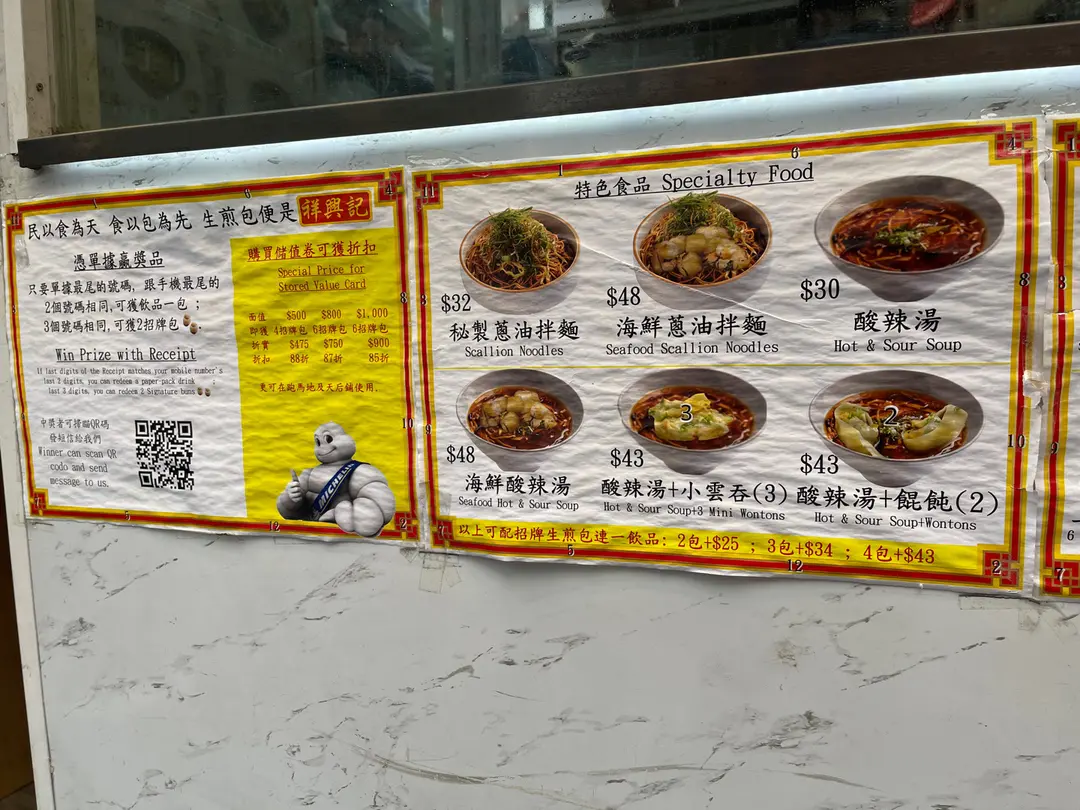 民以食為天 食以包為先 生煎包便是 祥興記
憑單據贏獎品
只要單據最尾的號碼, 跟手機最尾的
2個號碼相同,可獲飲品一包 ;
3個號碼相同,可獲2招牌包
Win Prize with Receipt
If last digits of the Receipt matches your mobile number's
last 2 digits, you can redeem a paper-pack drink ;
last 3 digits, you can redeem 2 Signature buns
中獎者可掃瞄QR碼
發短信給我們
Winner can scan QR
code and send
message to us.
購買儲值券可獲折扣
Special Price for
Stored Value Card
面值 $500 $800 $1,000
即獲 4招牌包 6招牌包 6招牌包
折實 $475 $750 $900
折扣 88折 87折 85折
更可在跑馬地及天后鋪使用.
MICHELIN
特色食品 Specialty Food
$32
秘製蔥油拌麵
Scallion Noodles
$48
海鮮蔥油拌麵
Seafood Scallion Noodles
$30
酸辣湯
Hot & Sour Soup
$48
海鮮酸辣湯
Seafood Hot & Sour Soup
3
$43
酸辣湯+小雲吞(3)
Hot & Sour Soup+3 Mini Wontons
2
$43
酸辣湯+餛飩(2)
Hot & Sour Soup+Wontons
以上可配招牌生煎包連一飲品: 2包+$25 ; 3包+$34 ; 4包+$43